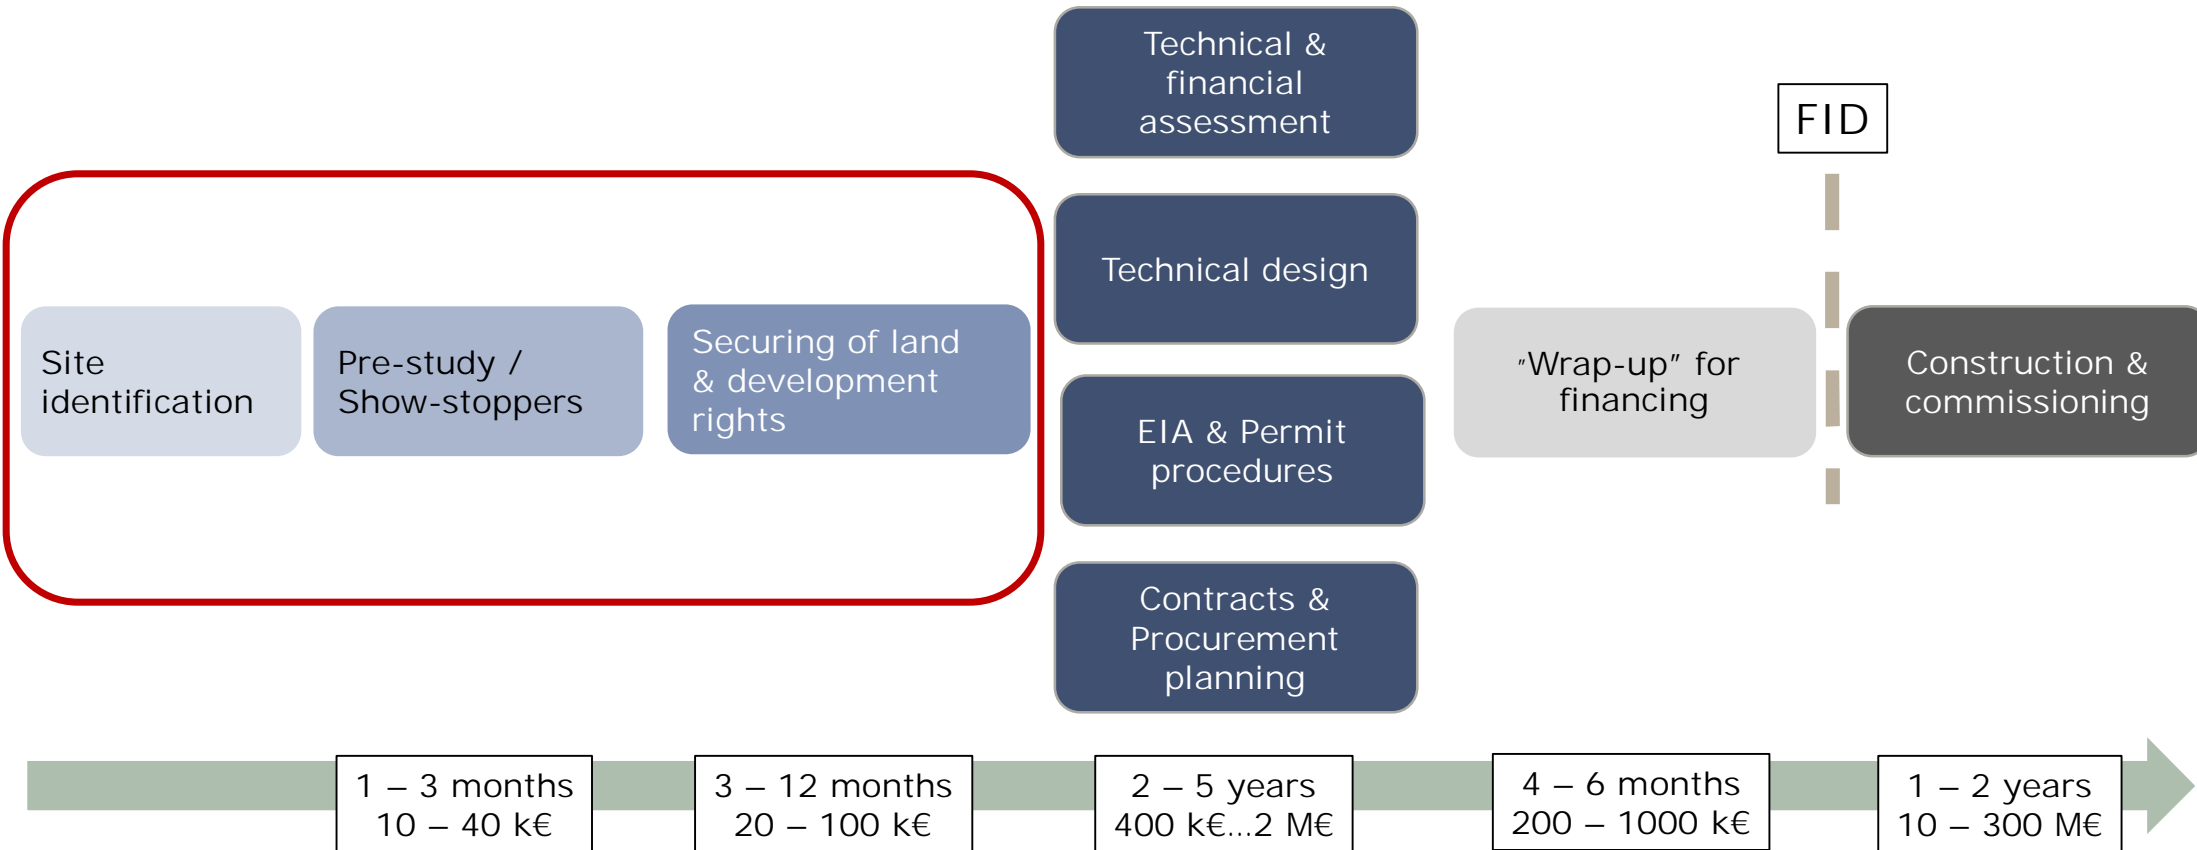 Technical &
financial
assessment
FID
Technical design
Site
identification
Pre-study /
Show-stoppers
Securing of land
& development
rights
EIA & Permit
procedures
"Wrap-up" for
financing
Construction &
commissioning
Contracts &
Procurement
planning
1 – 3 months
10 – 40 k€
3 – 12 months
20 – 100 k€
2 – 5 years
400 k€...2 M€
4 – 6 months
200 – 1000 k€
1 – 2 years
10 – 300 M€